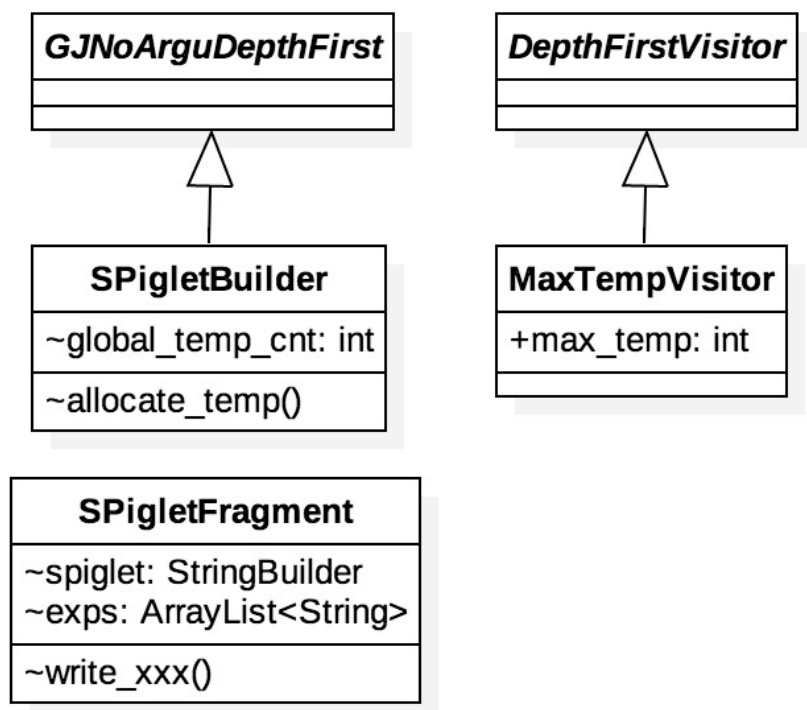 GJNoArguDepthFirst
DepthFirstVisitor
SPigletBuilder
~global_temp_cnt: int
~allocate_temp()
MaxTempVisitor
+max_temp: int
SPigletFragment
~spiglet: StringBuilder
~exps: ArrayList<String>
~write_xxx()